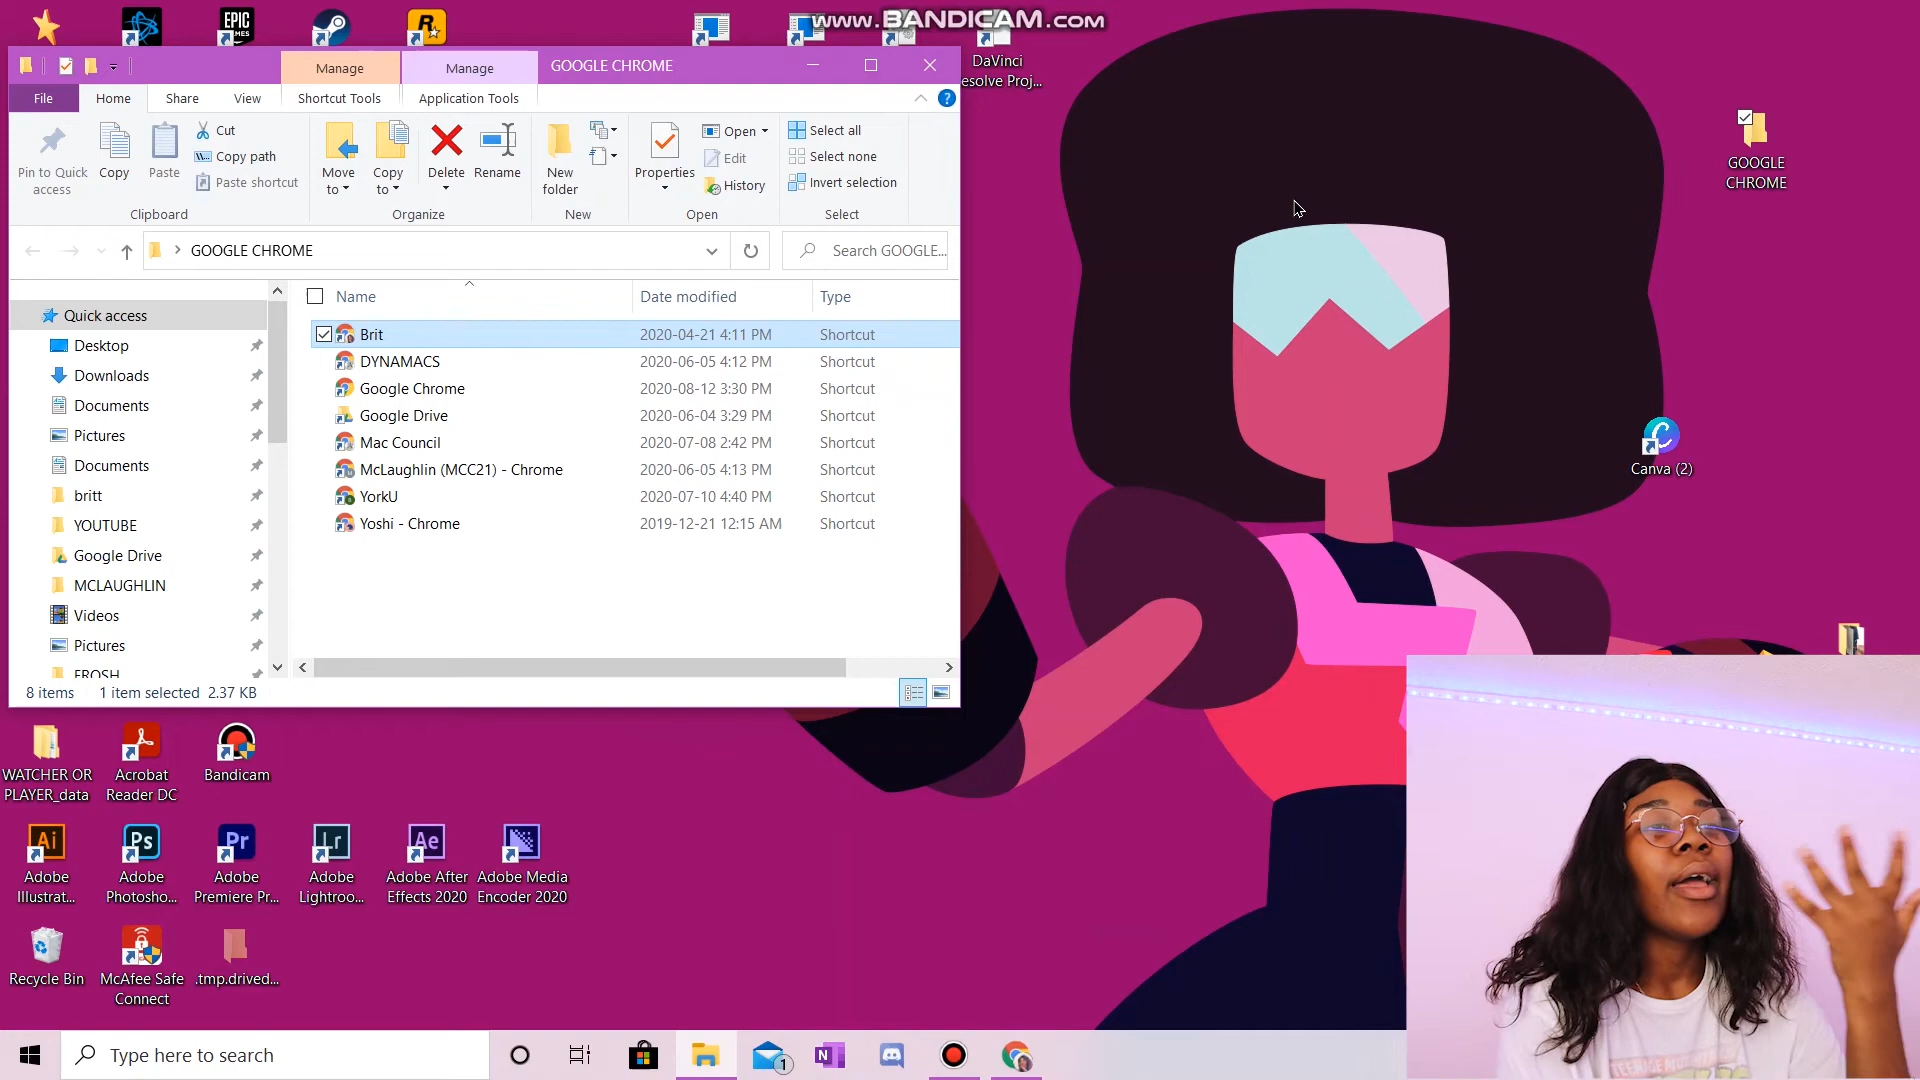 www.BANDICAM.com
EPIC
GAMES
DaVinci
esolve Proj...
Manage
Manage
GOOGLE CHROME
File
Home
Share
View
Shortcut Tools
Application Tools
Pin to Quick
access
Copy
Paste
Cut
Copy path
Paste shortcut
Clipboard
Move
to
Copy
to
Delete
Rename
Organize
New
folder
New
Properties
Open
Edit
History
Open
Select all
Select none
Invert selection
Select
GOOGLE CHROME
Search GOOGLE...
Name
Date modified
Type
Brit 2020-04-21 4:11 PM Shortcut
DYNAMACS 2020-06-05 4:12 PM Shortcut
Google Chrome 2020-08-12 3:30 PM Shortcut
Google Drive 2020-06-04 3:29 PM Shortcut
Mac Council 2020-07-08 2:42 PM Shortcut
McLaughlin (MCC21) - Chrome 2020-06-05 4:13 PM Shortcut
YorkU 2020-07-10 4:40 PM Shortcut
Yoshi - Chrome 2019-12-21 12:15 AM Shortcut
Quick access
Desktop
Downloads
Documents
Pictures
Documents
britt
YOUTUBE
Google Drive
MCLAUGHLIN
Videos
Pictures
FROSH
8 items 1 item selected 2.37 KB
GOOGLE
CHROME
Canva (2)
WATCHER OR
PLAYER_data
Acrobat
Reader DC
Bandicam
Ai
Ps
Pr
Lr
Ae
Adobe
Illustrat...
Adobe
Photosho...
Adobe
Premiere Pr...
Adobe
Lightroo...
Adobe After
Effects 2020
Adobe Media
Encoder 2020
Recycle Bin
McAfee Safe
Connect
.tmp.drived...
Type here to search
1
N